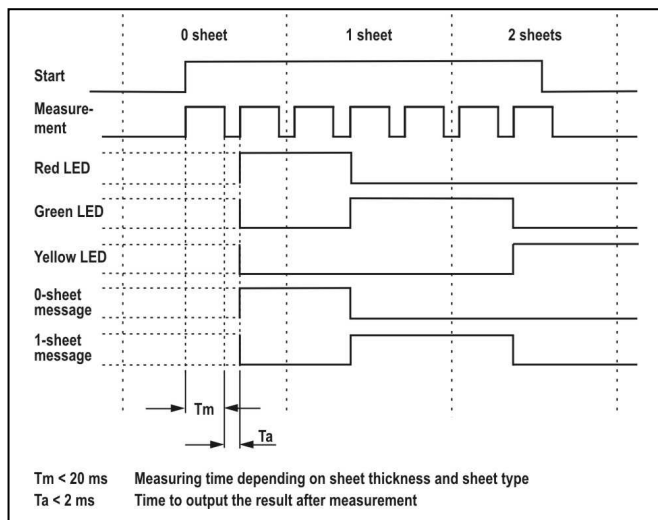 0 sheet 1 sheet 2 sheets
Start
Measure-
ment
Red LED
Green LED
Yellow LED
0-sheet
message
1-sheet
message
Tm
Ta
Tm < 20 ms Measuring time depending on sheet thickness and sheet type
Ta < 2 ms Time to output the result after measurement